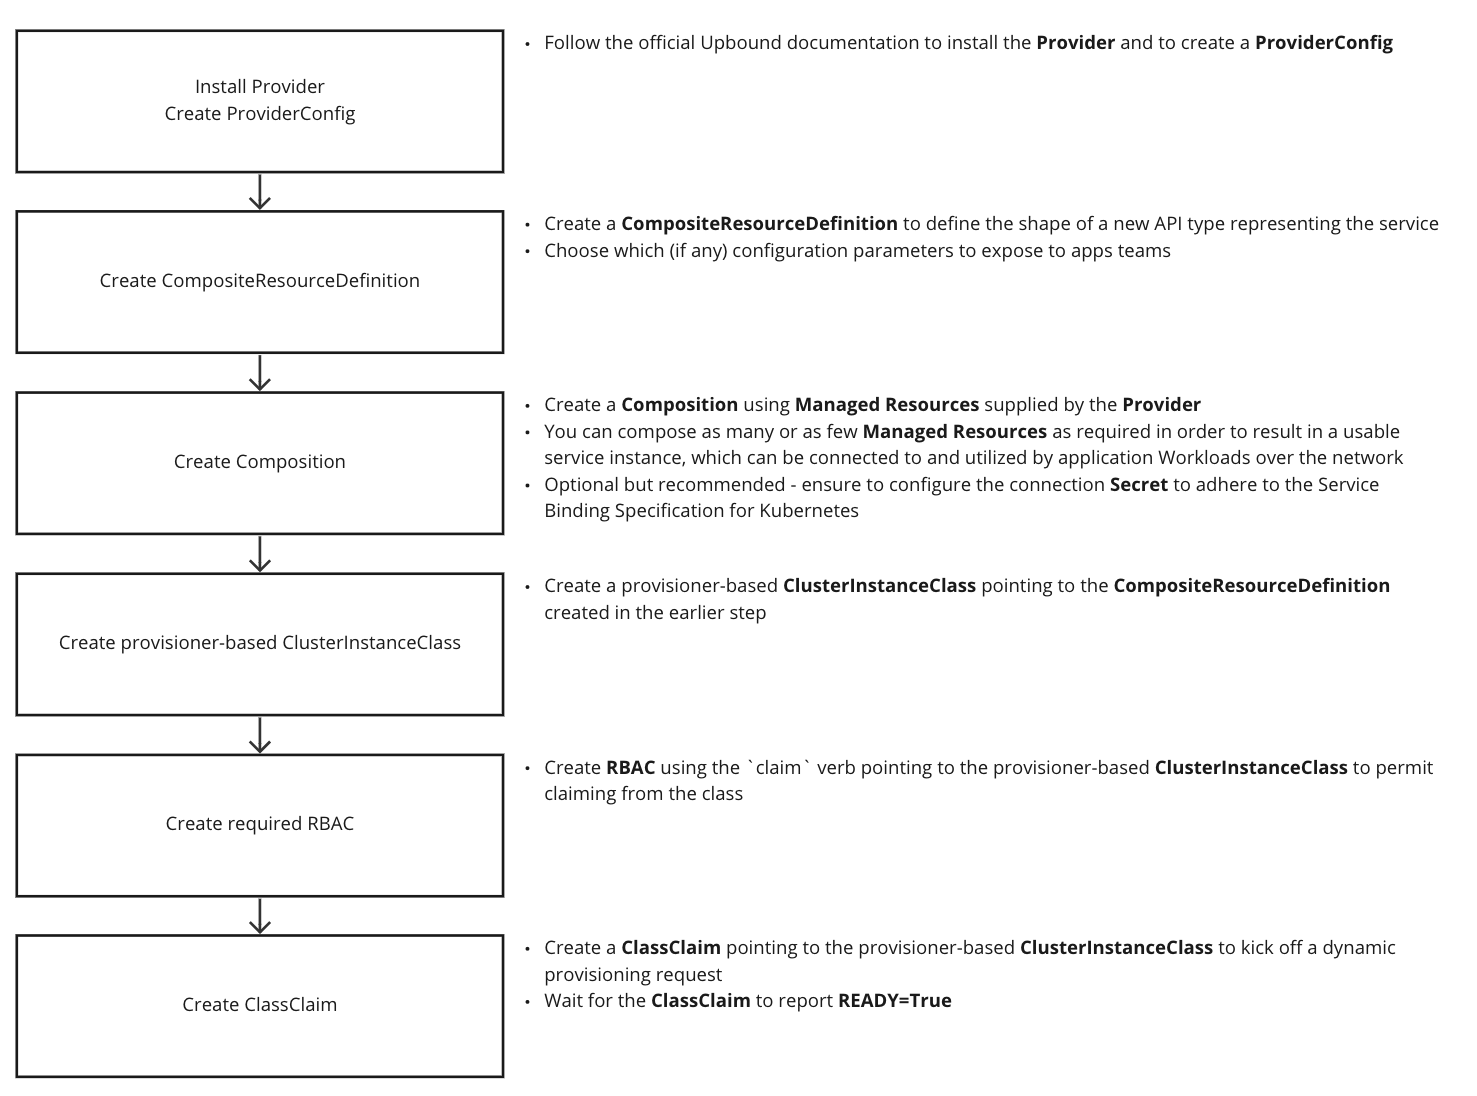 Install Provider
Create ProviderConfig
• Follow the official Upbound documentation to install the Provider and to create a ProviderConfig
Create CompositeResourceDefinition
• Create a CompositeResourceDefinition to define the shape of a new API type representing the service
• Choose which (if any) configuration parameters to expose to apps teams
Create Composition
• Create a Composition using Managed Resources supplied by the Provider
• You can compose as many or as few Managed Resources as required in order to result in a usable
service instance, which can be connected to and utilized by application Workloads over the network
• Optional but recommended - ensure to configure the connection Secret to adhere to the Service
Binding Specification for Kubernetes
Create provisioner-based ClusterInstanceClass
• Create a provisioner-based ClusterInstanceClass pointing to the CompositeResourceDefinition
created in the earlier step
Create required RBAC
• Create RBAC using the `claim` verb pointing to the provisioner-based ClusterInstanceClass to permit
claiming from the class
Create ClassClaim
• Create a ClassClaim pointing to the provisioner-based ClusterInstanceClass to kick off a dynamic
provisioning request
• Wait for the ClassClaim to report READY=True